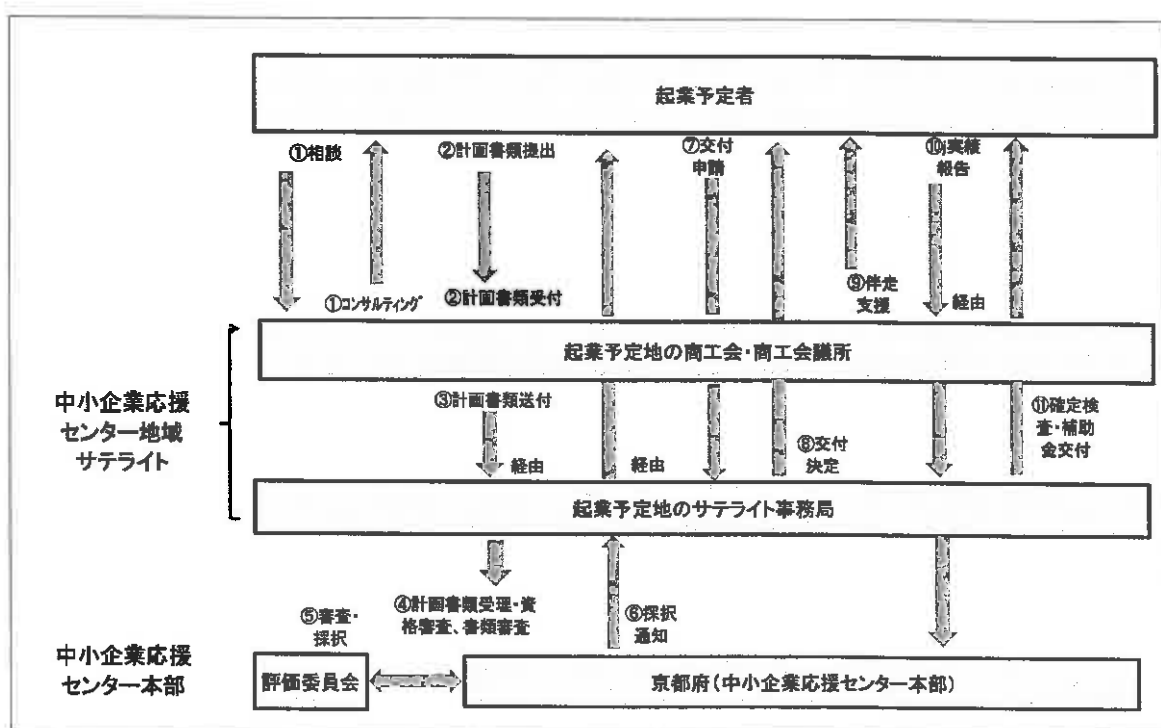 起業予定者
①相談
②計画書類提出
⑦交付
申請
⑩実績
報告
①コンサルティング
②計画書類受付
⑨伴走
支援
経由
起業予定地の商工会・商工会議所
中小企業応援
センター地域
サテライト
③計画書類送付
経由
経由
⑧交付
決定
⑪確定検
査・補助
金交付
起業予定地のサテライト事務局
⑤審査・
採択
④計画書類受理・資
格審査、書類審査
⑥採択
通知
中小企業応援
センター本部
評価委員会
京都府(中小企業応援センター本部)